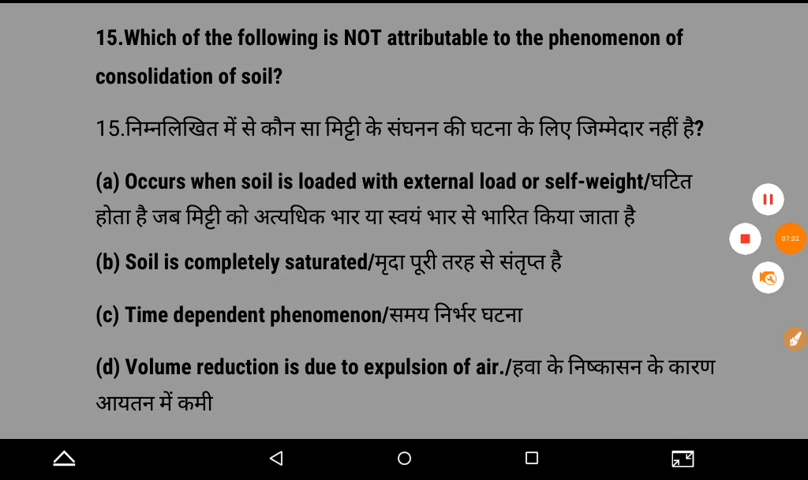 15.Which of the following is NOT attributable to the phenomenon of
consolidation of soil?
15.निम्नलिखित में से कौन सा मिट्टी के संघनन की घटना के लिए जिम्मेदार नहीं है?
(a) Occurs when soil is loaded with external load or self-weight/घटित
होता है जब मिट्टी को अत्यधिक भार या स्वयं भार से भारित किया जाता है
(b) Soil is completely saturated/मृदा पूरी तरह से संतृप्त है
(c) Time dependent phenomenon/समय निर्भर घटना
(d) Volume reduction is due to expulsion of air./हवा के निष्कासन के कारण
आयतन में कमी